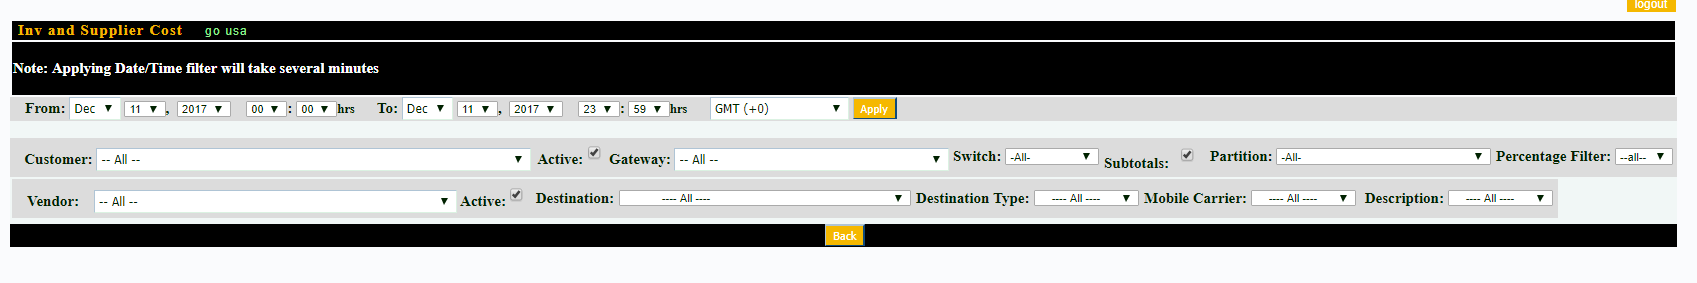 logout
Inv and Supplier Cost go usa
Note: Applying Date/Time filter will take several minutes
From: Dec 11 , 2017 00 : 00 hrs To: Dec 11 , 2017 23 : 59 hrs GMT (+0) Apply
Customer: -- All -- Active: Gateway: -- All -- Switch: -All- Subtotals: Partition: -All- Percentage Filter: --all--
Vendor: -- All -- Active: Destination: ---- All ---- Destination Type: ---- All ---- Mobile Carrier: ---- All ---- Description: ---- All ----
Back